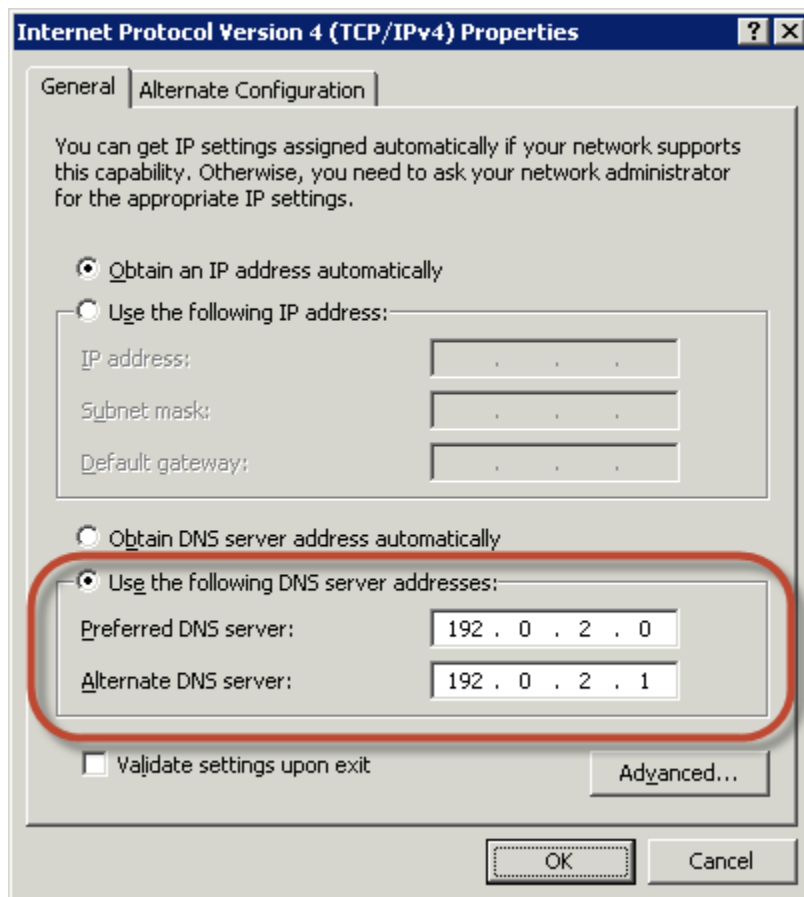 Internet Protocol Version 4 (TCP/IPv4) Properties
General
Alternate Configuration
You can get IP settings assigned automatically if your network supports
this capability. Otherwise, you need to ask your network administrator
for the appropriate IP settings.
Obtain an IP address automatically
Use the following IP address:
IP address: . . .
Subnet mask: . . .
Default gateway: . . .
Obtain DNS server address automatically
Use the following DNS server addresses:
Preferred DNS server: 192 . 0 . 2 . 0
Alternate DNS server: 192 . 0 . 2 . 1
Validate settings upon exit
Advanced...
OK
Cancel